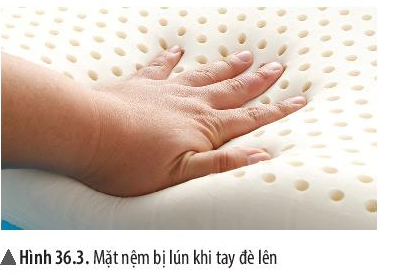 ▲ Hình 36.3. Mặt nệm bị lún khi tay đè lên